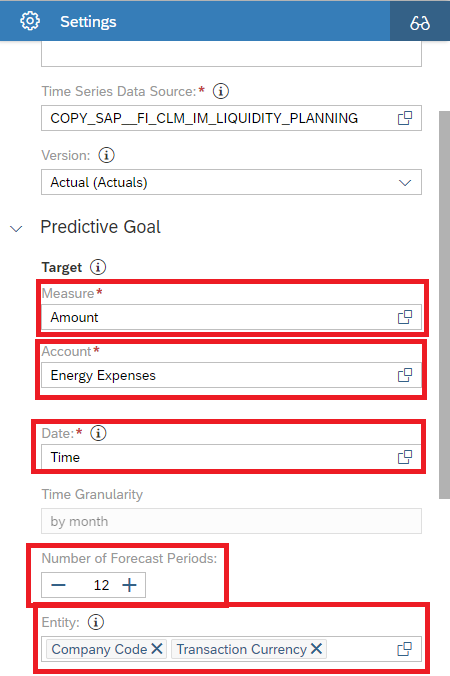 Settings
Time Series Data Source:*
COPY_SAP__FI_CLM_IM_LIQUIDITY_PLANNING
Version:
Actual (Actuals)
Predictive Goal
Target
Measure*
Amount
Account*
Energy Expenses
Date:*
Time
Time Granularity
by month
Number of Forecast Periods:
12
Entity:
Company Code Transaction Currency